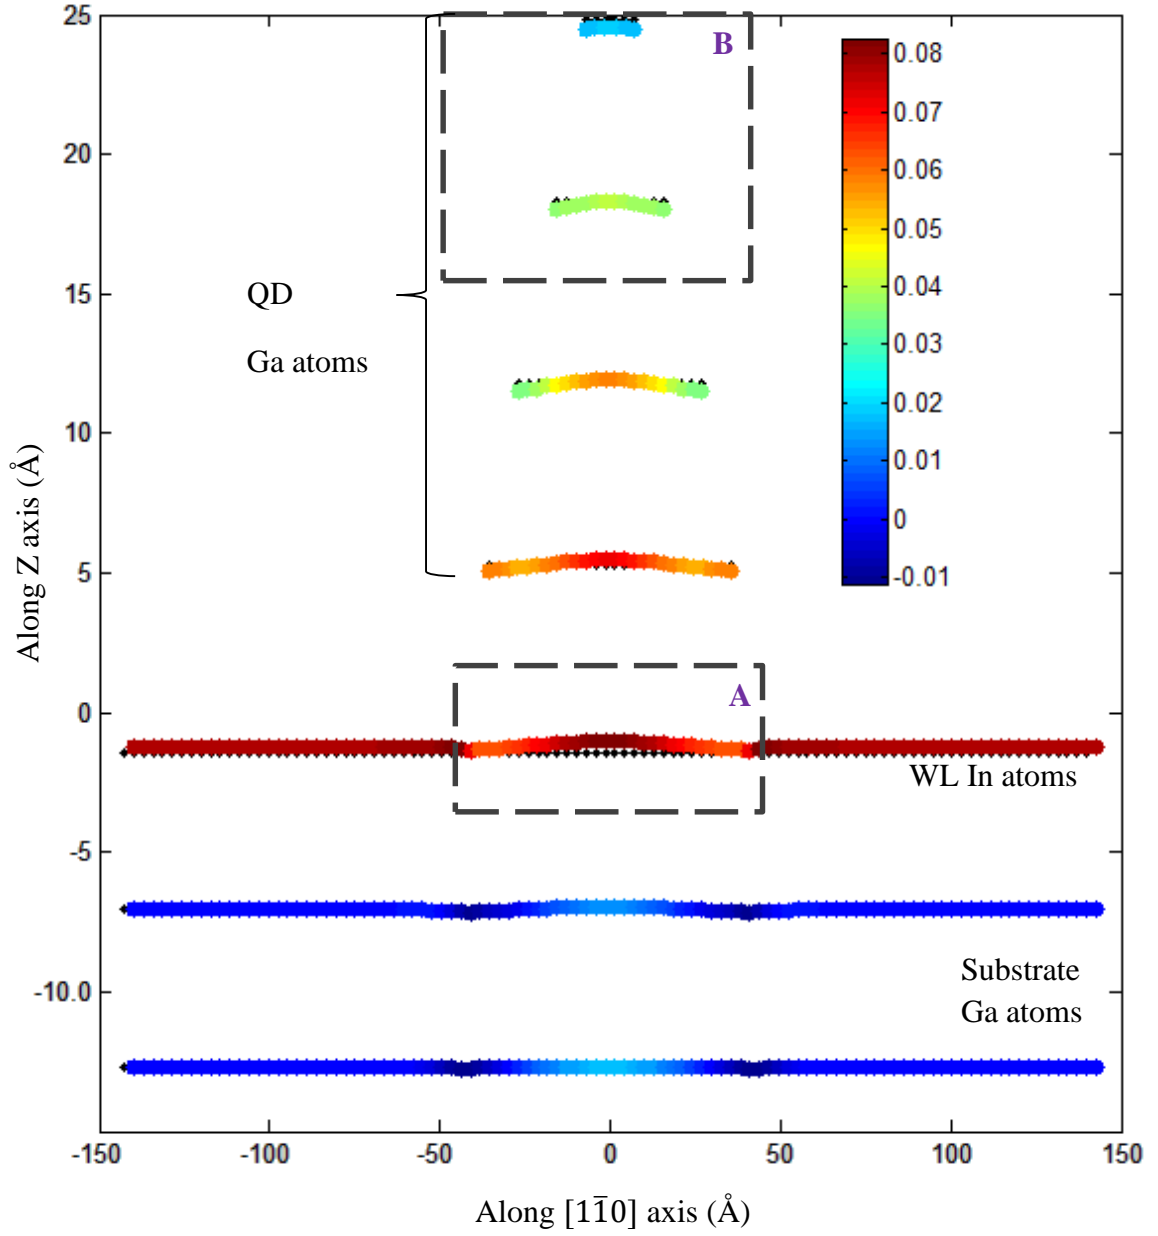 25
B
0.08
0.07
20
0.06
0.05
QD
15
0.04
Ga atoms
0.03
0.02
10
0.01
0
5
-0.01
Along Z axis (Å)
A
0
WL In atoms
-5
Substrate
-10.0
Ga atoms
-150 -100 -50 0 50 100 150
Along [11̄0] axis (Å)